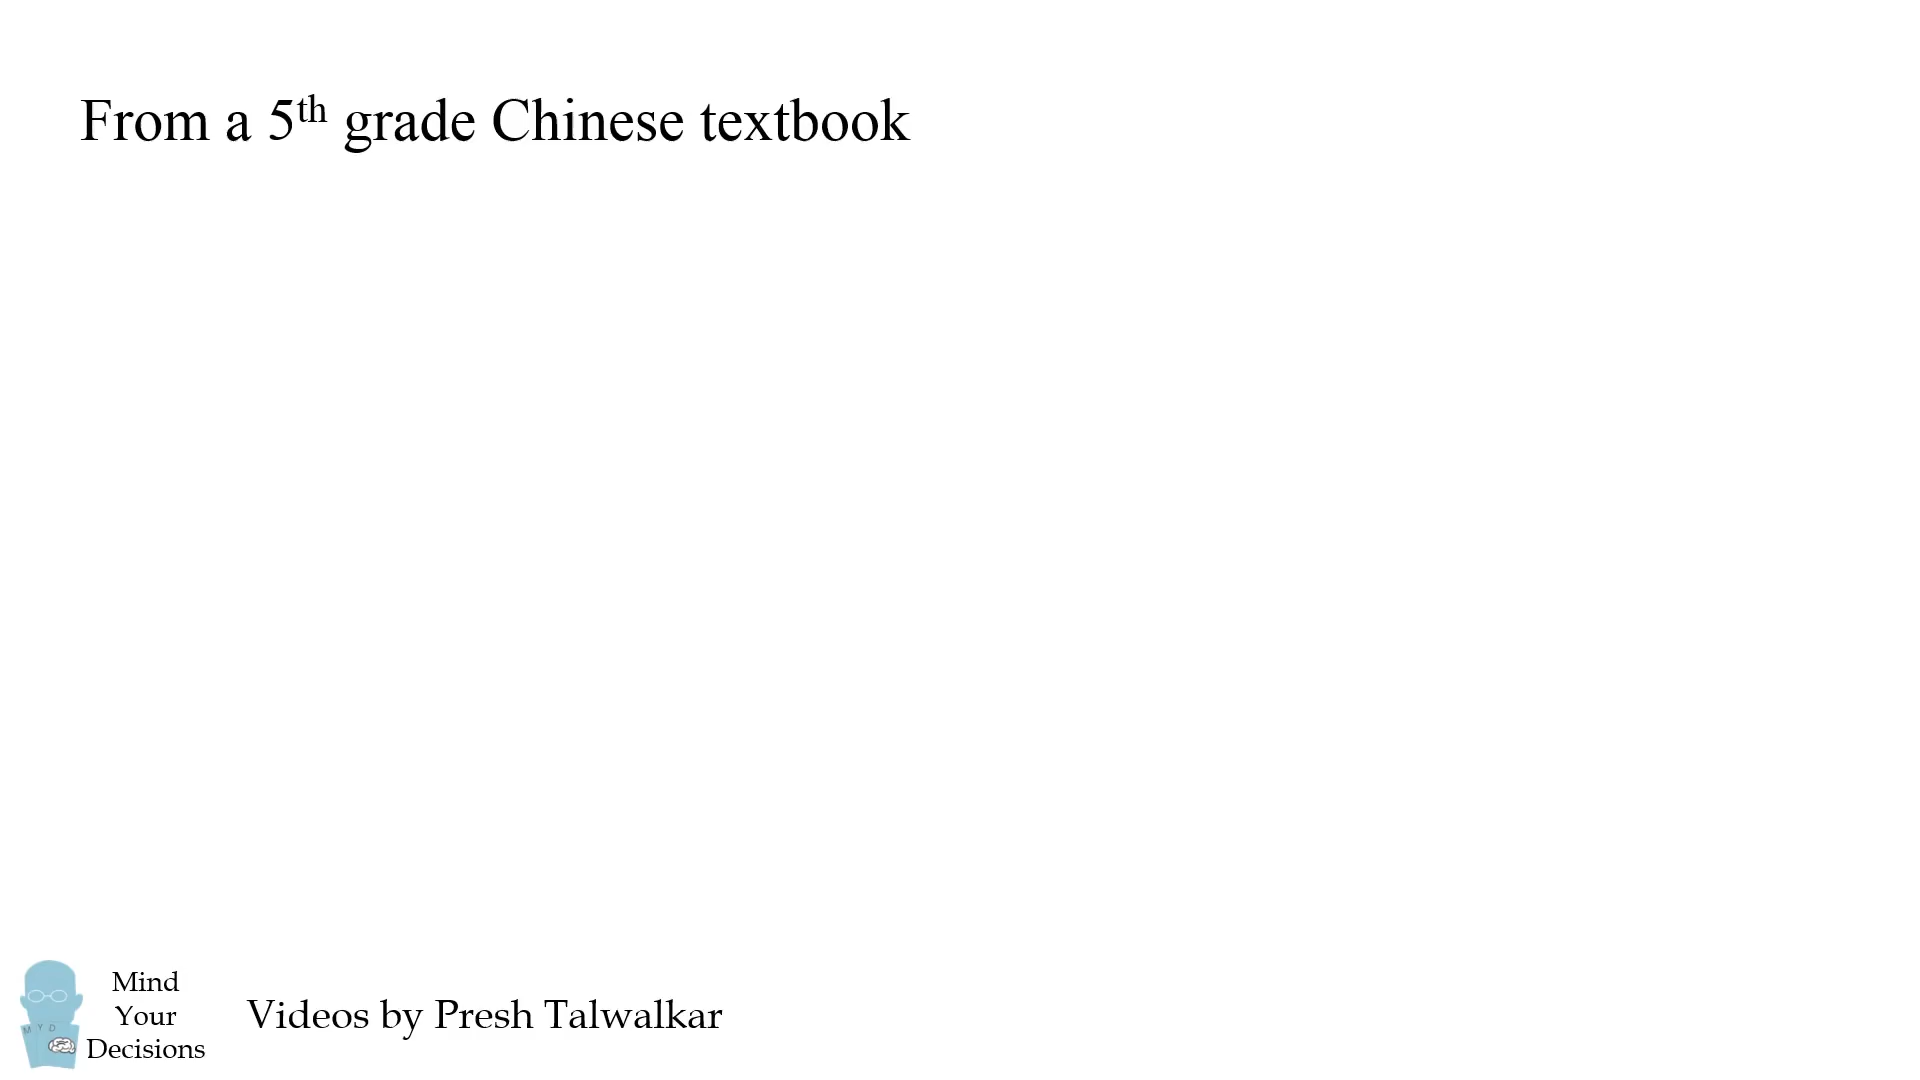 From a 5th grade Chinese textbook
Mind
Your
Decisions
M Y D
Videos by Presh Talwalkar